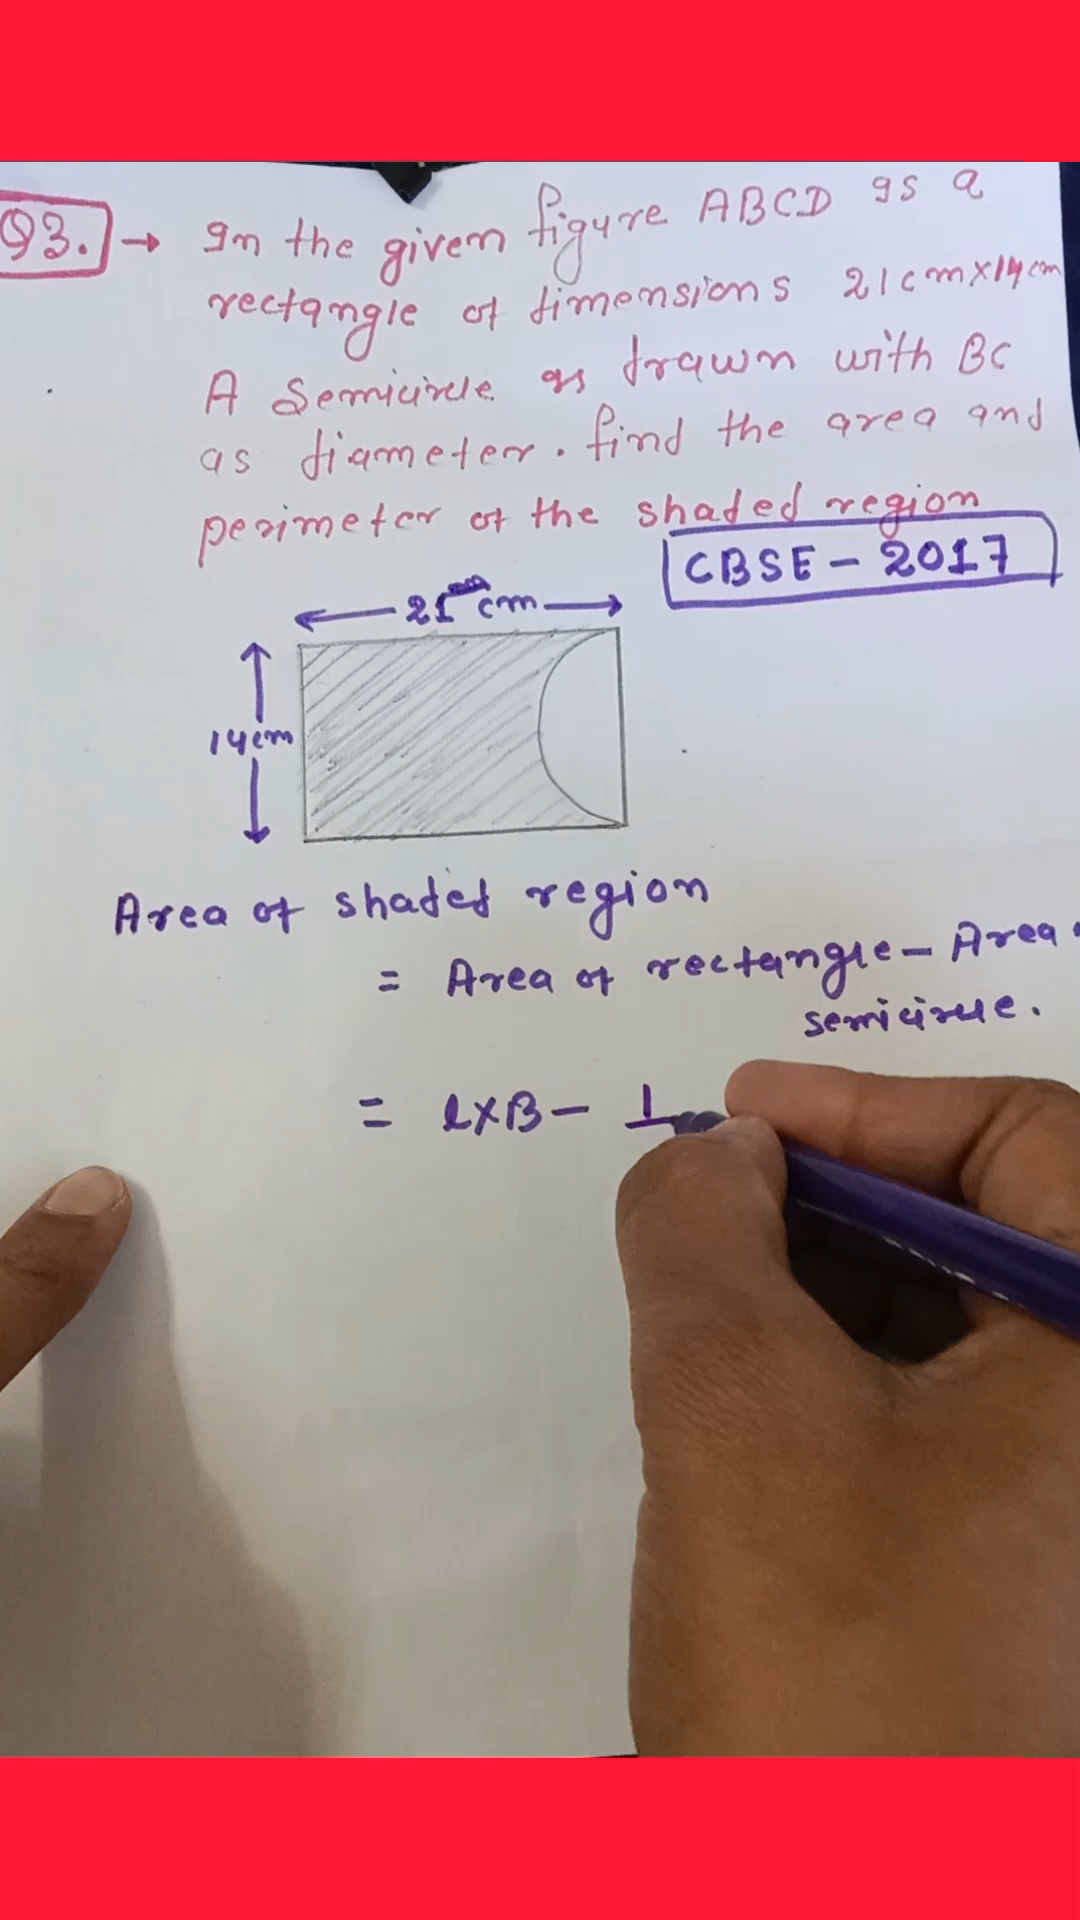 Q3. → In the given figure ABCD is a
rectangle of dimensions 21cm×14cm
A Semicircle is drawn with BC
as diameter. find the area and
perimeter of the shaded region
CBSE - 2017
21 cm
14cm
Area of shaded region
= Area of rectangle - Area
semicircle.
= l×B - 1